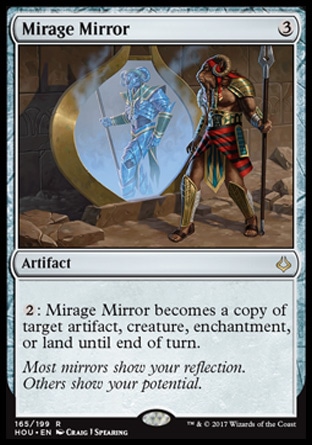 Mirage Mirror 3
Artifact
2: Mirage Mirror becomes a copy of
target artifact, creature, enchantment,
or land until end of turn.
Most mirrors show your reflection.
Others show your potential.
165/199 R
HOU • EN Craig J Spearing ™ & © 2017 Wizards of the Coast